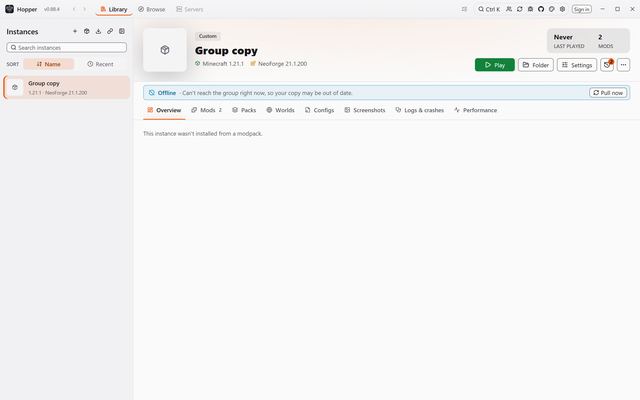 Hopper v0.88.4 Library Browse Servers Ctrl K Sign in
Instances
Search instances
SORT Name Recent
Group copy
1.21.1 · NeoForge 21.1.200
Custom
Group copy
Minecraft 1.21.1 NeoForge 21.1.200
Never 2
LAST PLAYED MODS
Play Folder Settings
Offline · Can't reach the group right now, so your copy may be out of date. Pull now
Overview Mods 2 Packs Worlds Configs Screenshots Logs & crashes Performance
This instance wasn't installed from a modpack.